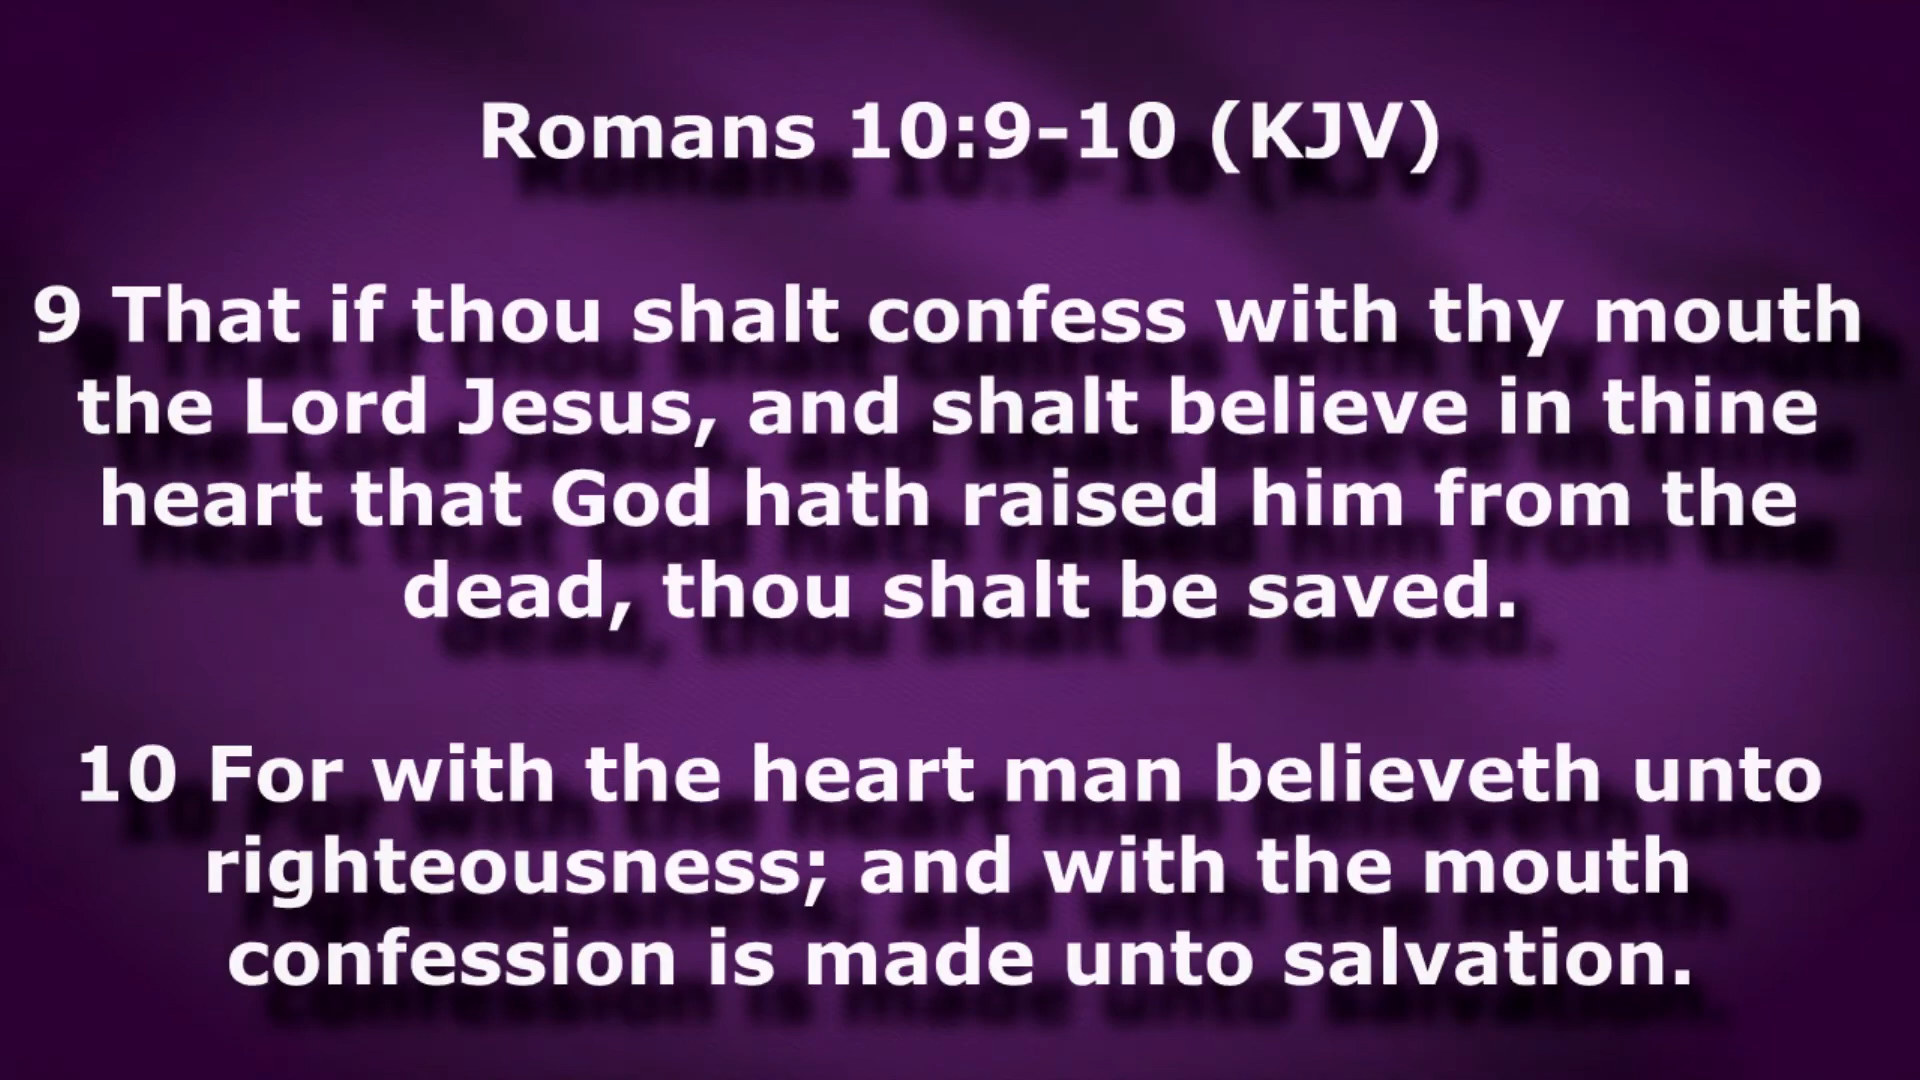 Romans 10:9-10 (KJV)
9 That if thou shalt confess with thy mouth
the Lord Jesus, and shalt believe in thine
heart that God hath raised him from the
dead, thou shalt be saved.
10 For with the heart man believeth unto
righteousness; and with the mouth
confession is made unto salvation.